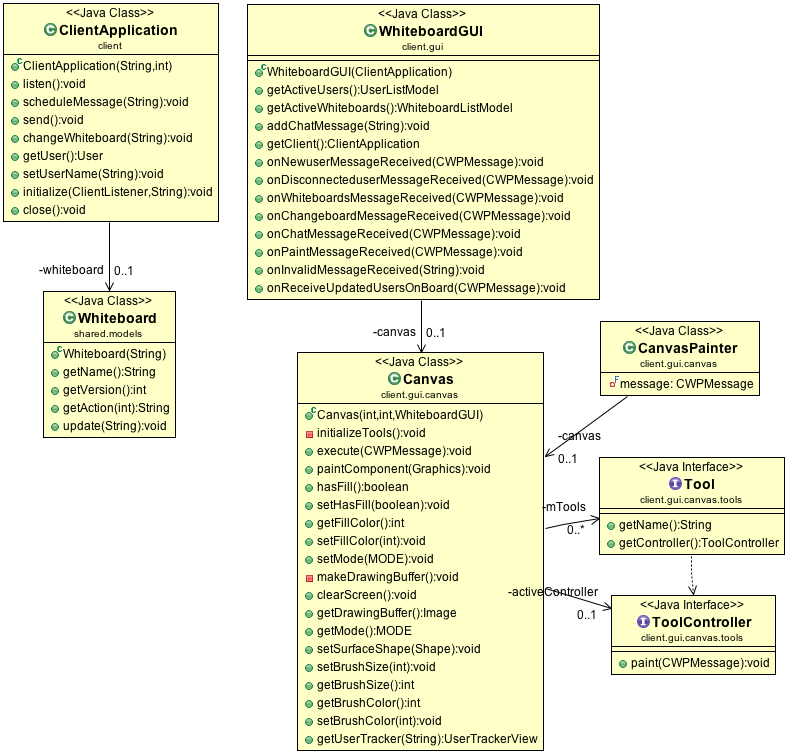 <<Java Class>>
ClientApplication
client
ClientApplication(String,int)
listen():void
scheduleMessage(String):void
send():void
changeWhiteboard(String):void
getUser():User
setUserName(String):void
initialize(ClientListener,String):void
close():void
-whiteboard
0..1
<<Java Class>>
Whiteboard
shared.models
Whiteboard(String)
getName():String
getVersion():int
getAction(int):String
update(String):void
<<Java Class>>
WhiteboardGUI
client.gui
WhiteboardGUI(ClientApplication)
getActiveUsers():UserListModel
getActiveWhiteboards():WhiteboardListModel
addChatMessage(String):void
getClient():ClientApplication
onNewuserMessageReceived(CWPMessage):void
onDisconnecteduserMessageReceived(CWPMessage):void
onWhiteboardsMessageReceived(CWPMessage):void
onChangeboardMessageReceived(CWPMessage):void
onChatMessageReceived(CWPMessage):void
onPaintMessageReceived(CWPMessage):void
onInvalidMessageReceived(String):void
onReceiveUpdatedUsersOnBoard(CWPMessage):void
-canvas
0..1
<<Java Class>>
Canvas
client.gui.canvas
Canvas(int,int,WhiteboardGUI)
initializeTools():void
execute(CWPMessage):void
paintComponent(Graphics):void
hasFill():boolean
setHasFill(boolean):void
getFillColor():int
setFillColor(int):void
setMode(MODE):void
makeDrawingBuffer():void
clearScreen():void
getDrawingBuffer():Image
getMode():MODE
setSurfaceShape(Shape):void
setBrushSize(int):void
getBrushSize():int
getBrushColor():int
setBrushColor(int):void
getUserTracker(String):UserTrackerView
<<Java Class>>
CanvasPainter
client.gui.canvas
message: CWPMessage
-canvas
0..1
<<Java Interface>>
Tool
client.gui.canvas.tools
getName():String
getController():ToolController
-mTools
0..*
-activeController
0..1
<<Java Interface>>
ToolController
client.gui.canvas.tools
paint(CWPMessage):void